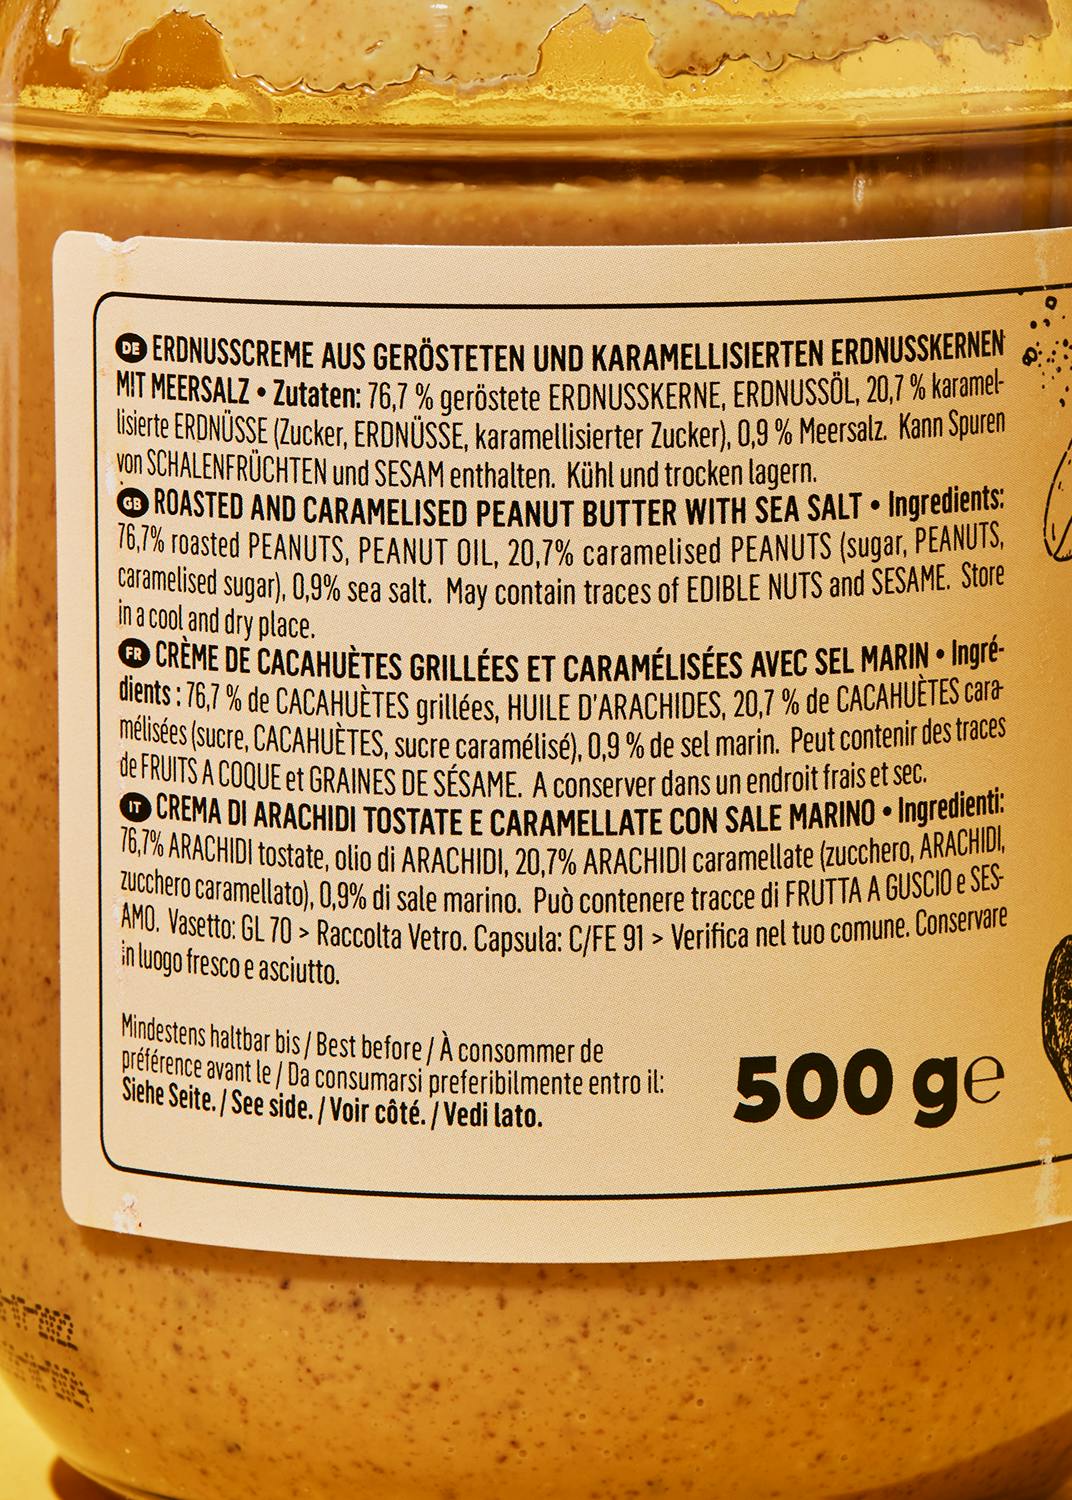 DE ERDNUSSCREME AUS GERÖSTETEN UND KARAMELLISIERTEN ERDNUSSKERNEN
MIT MEERSALZ • Zutaten: 76,7 % geröstete ERDNUSSKERNE, ERDNUSSÖL, 20,7 % karamel-
lisierte ERDNÜSSE (Zucker, ERDNÜSSE, karamellisierter Zucker), 0,9 % Meersalz. Kann Spuren
von SCHALENFRÜCHTEN und SESAM enthalten. Kühl und trocken lagern.
GB ROASTED AND CARAMELISED PEANUT BUTTER WITH SEA SALT • Ingredients:
76,7% roasted PEANUTS, PEANUT OIL, 20,7% caramelised PEANUTS (sugar, PEANUTS,
caramelised sugar), 0,9% sea salt. May contain traces of EDIBLE NUTS and SESAME. Store
in a cool and dry place.
FR CRÈME DE CACAHUÈTES GRILLÉES ET CARAMÉLISÉES AVEC SEL MARIN • Ingré-
dients : 76,7 % de CACAHUÈTES grillées, HUILE D'ARACHIDES, 20,7 % de CACAHUÈTES cara-
mélisées (sucre, CACAHUÈTES, sucre caramélisé), 0,9 % de sel marin. Peut contenir des traces
de FRUITS A COQUE et GRAINES DE SÉSAME. A conserver dans un endroit frais et sec.
IT CREMA DI ARACHIDI TOSTATE E CARAMELLATE CON SALE MARINO • Ingredienti:
76,7% ARACHIDI tostate, olio di ARACHIDI, 20,7% ARACHIDI caramellate (zucchero, ARACHIDI,
zucchero caramellato), 0,9% di sale marino. Può contenere tracce di FRUTTA A GUSCIO e SES-
AMO. Vasetto: GL 70 > Raccolta Vetro. Capsula: C/FE 91 > Verifica nel tuo comune. Conservare
in luogo fresco e asciutto.
Mindestens haltbar bis / Best before / À consommer de
préférence avant le / Da consumarsi preferibilmente entro il:
Siehe Seite. / See side. / Voir côté. / Vedi lato.
500 g℮